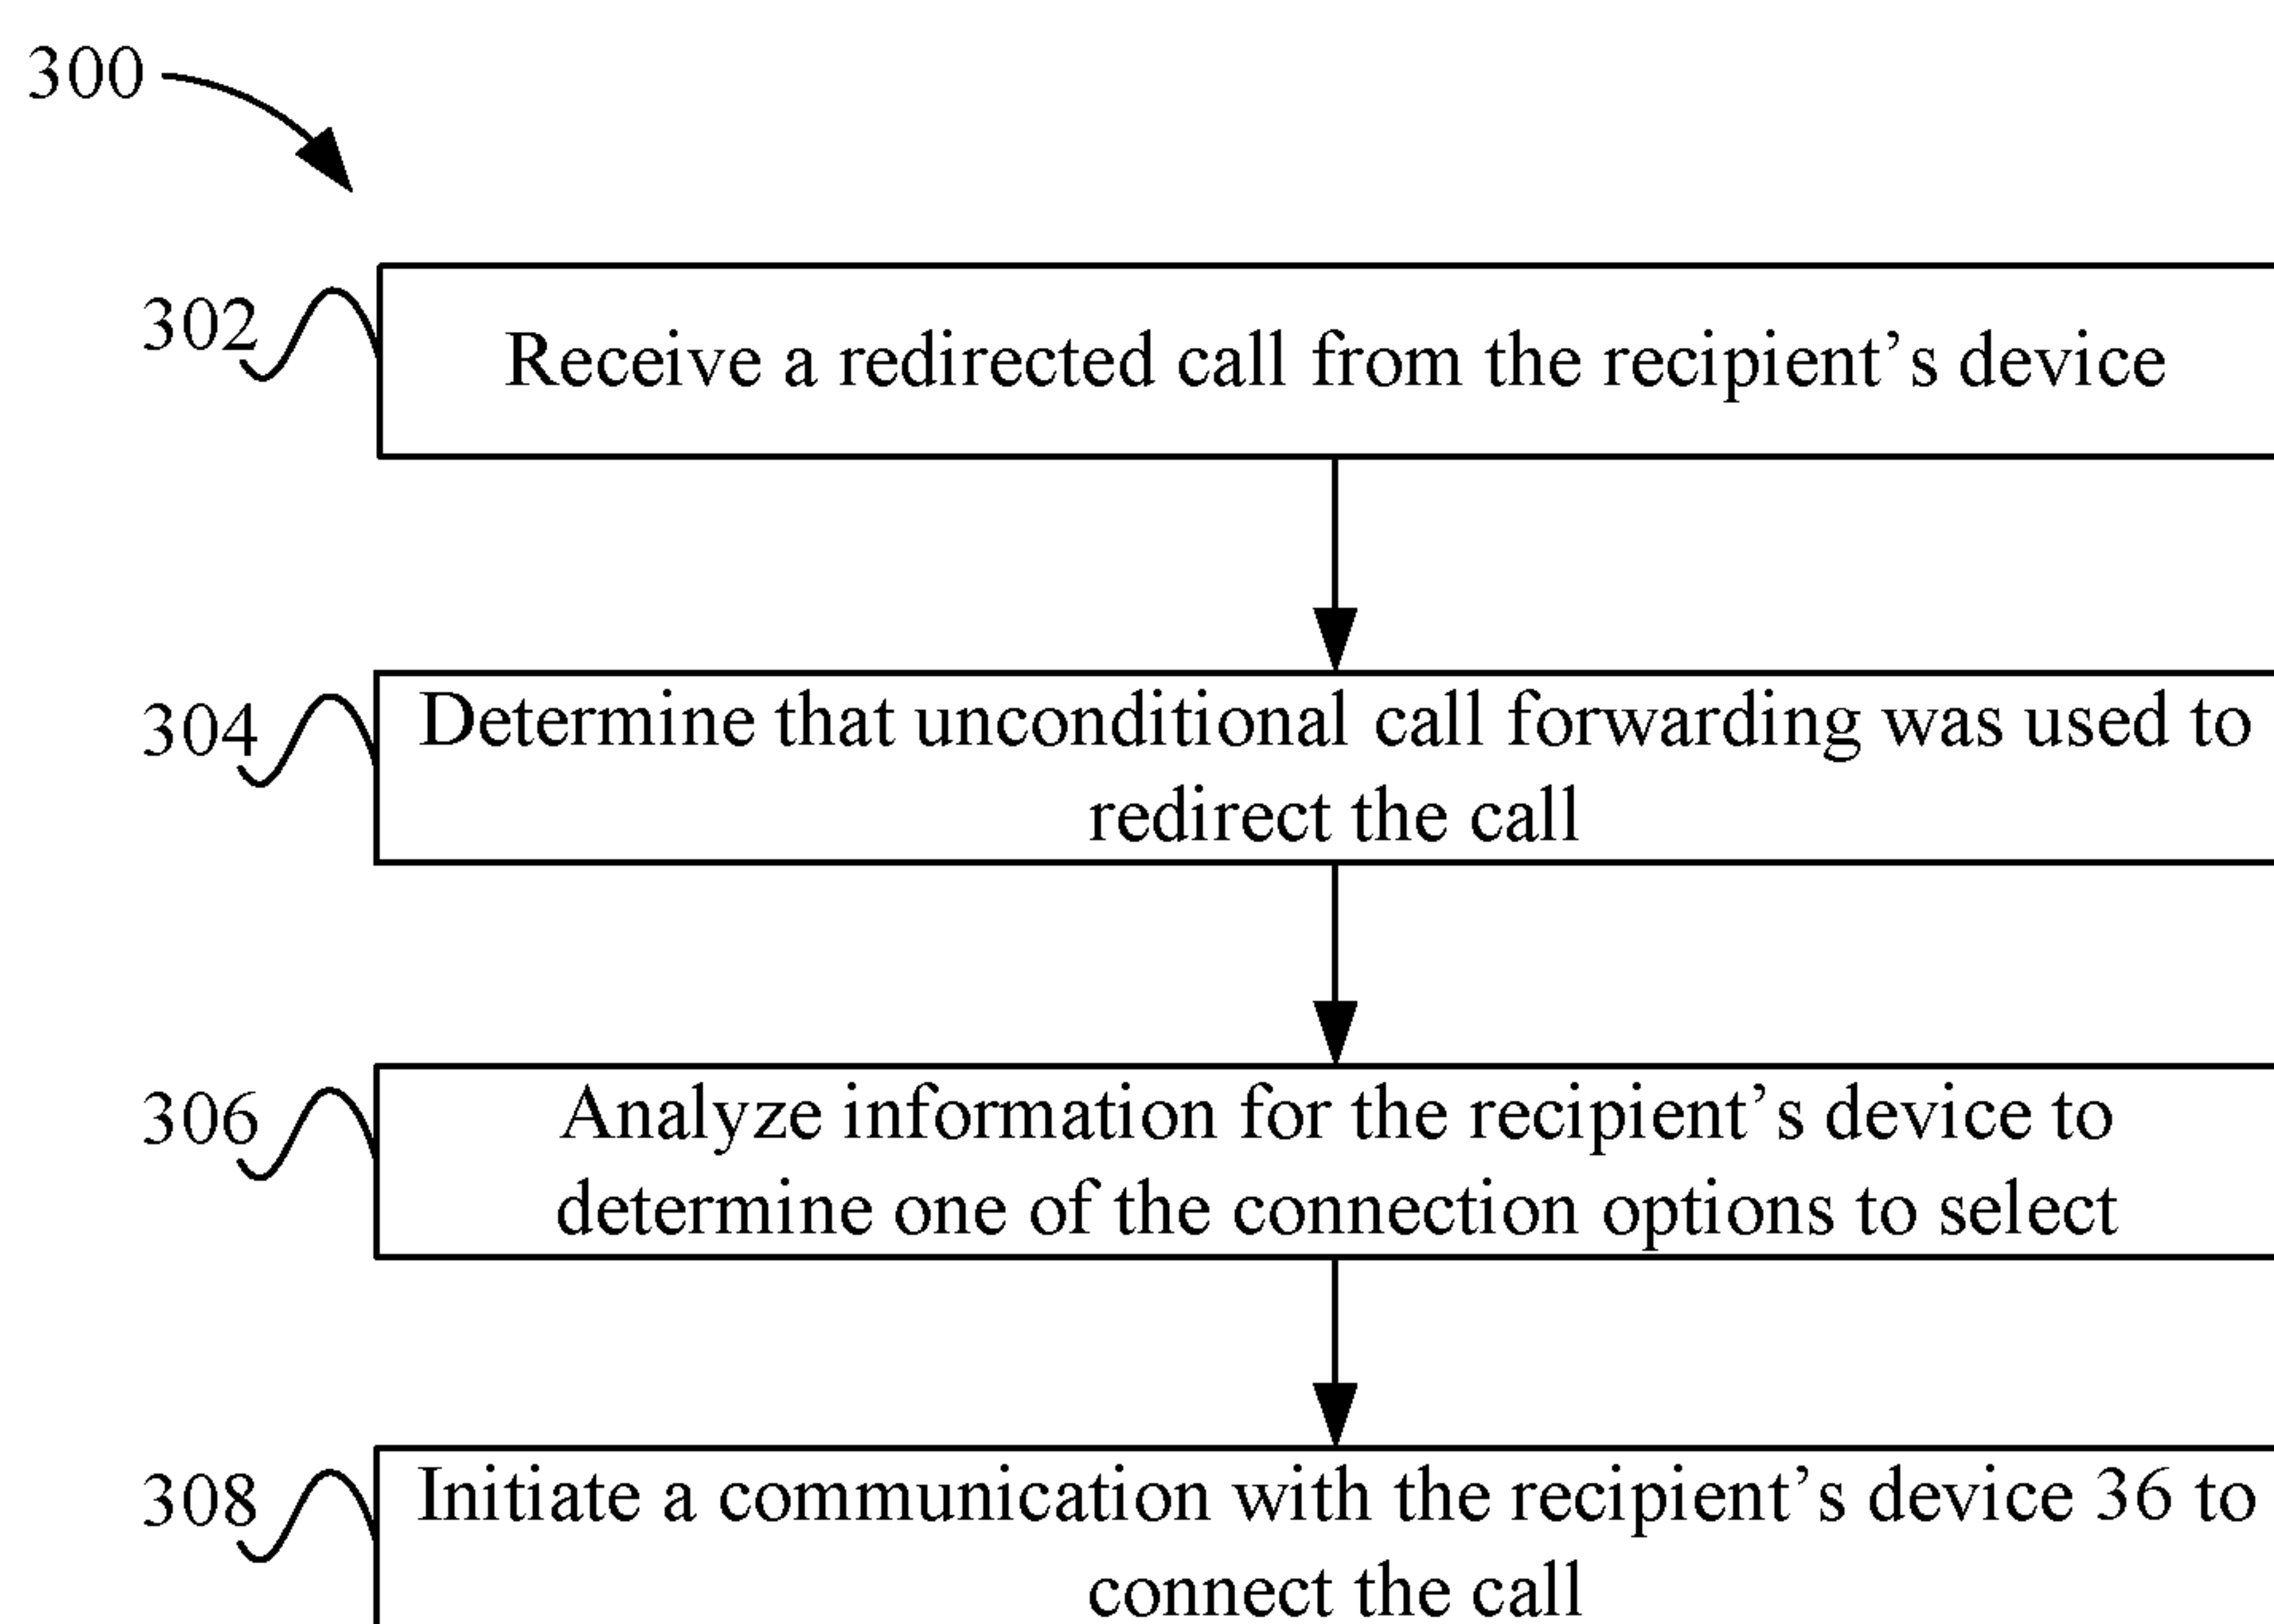 300
302
Receive a redirected call from the recipient’s device
304
Determine that unconditional call forwarding was used to
redirect the call
306
Analyze information for the recipient’s device to
determine one of the connection options to select
308
Initiate a communication with the recipient’s device 36 to
connect the call